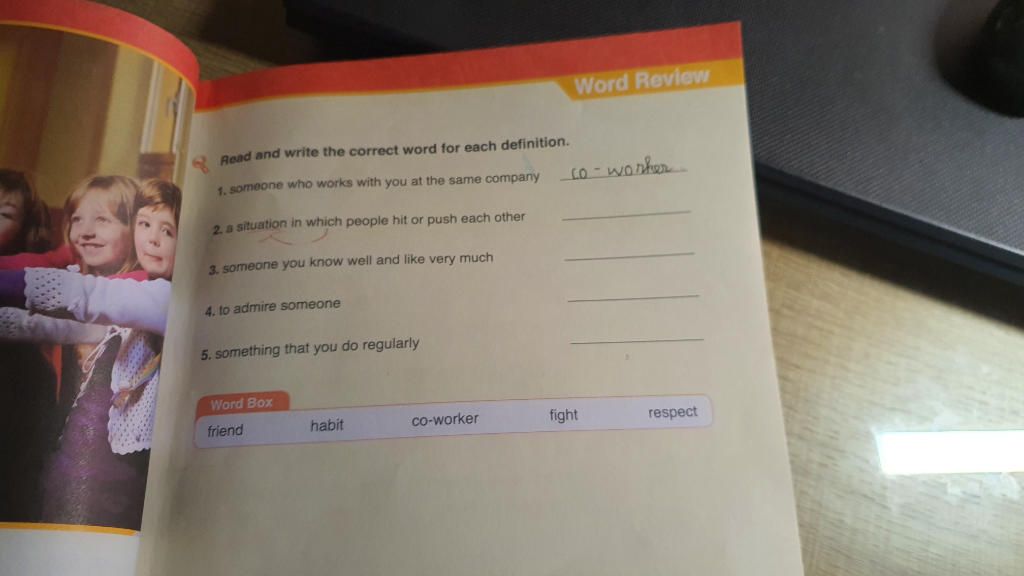 Word Review
Read and write the correct word for each definition.
1. someone who works with you at the same company co-worker
2. a situation in which people hit or push each other
3. someone you know well and like very much
4. to admire someone
5. something that you do regularly
Word Box
friend habit co-worker fight respect